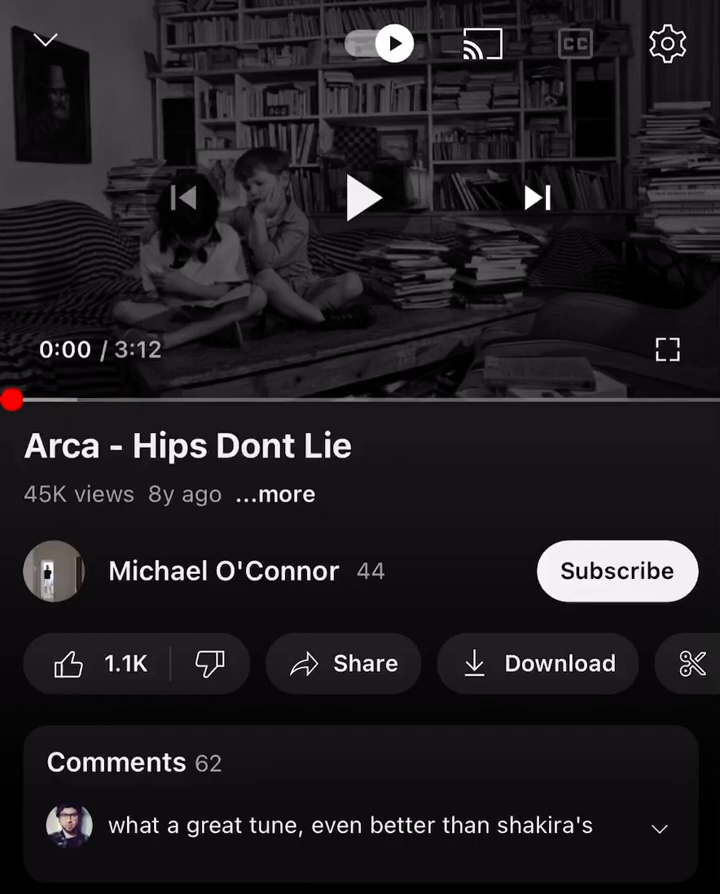 CC
0:00 / 3:12
Arca - Hips Dont Lie
45K views 8y ago ...more
Michael O'Connor 44
Subscribe
1.1K
Share
Download
Comments 62
what a great tune, even better than shakira's